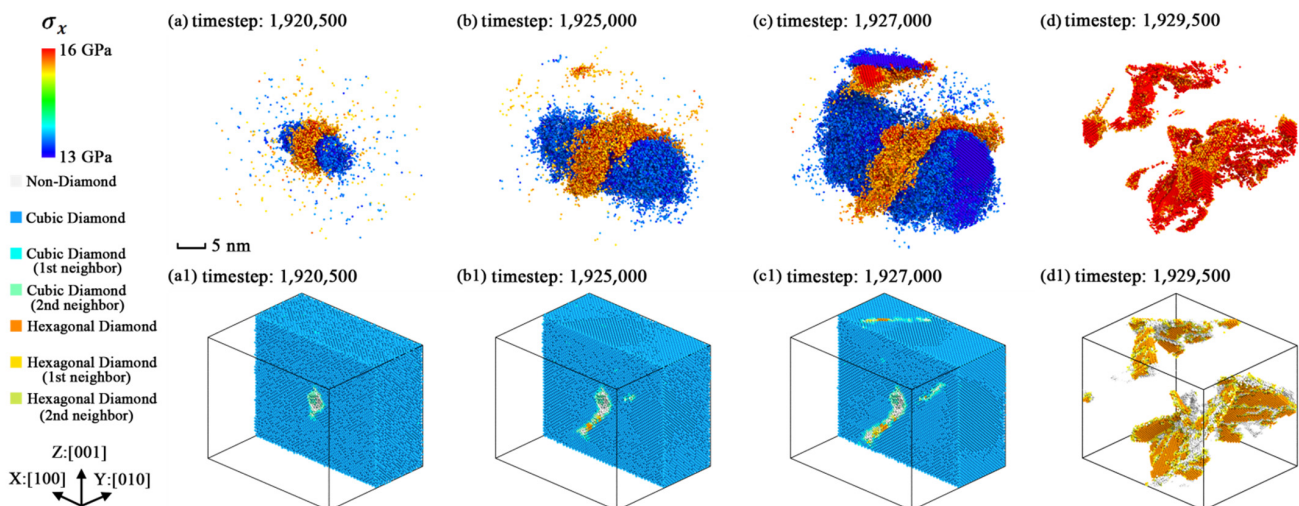 (a) timestep: 1,920,500
(b) timestep: 1,925,000
(c) timestep: 1,927,000
(d) timestep: 1,929,500
σx
16 GPa
13 GPa
Non-Diamond
Cubic Diamond
Cubic Diamond
(1st neighbor)
Cubic Diamond
(2nd neighbor)
Hexagonal Diamond
Hexagonal Diamond
(1st neighbor)
Hexagonal Diamond
(2nd neighbor)
Z:[001]
X:[100]
Y:[010]
5 nm
(a1) timestep: 1,920,500
(b1) timestep: 1,925,000
(c1) timestep: 1,927,000
(d1) timestep: 1,929,500